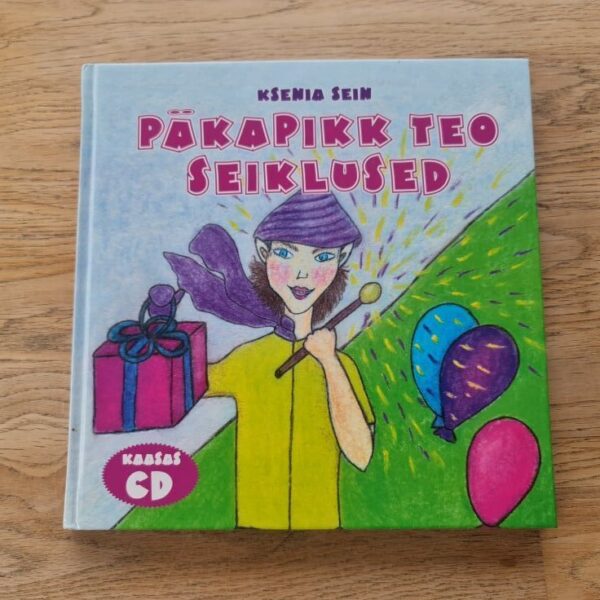 KSENIA SEIN
PÄKAPIKK TEO
SEIKLUSED
KAASAS
CD